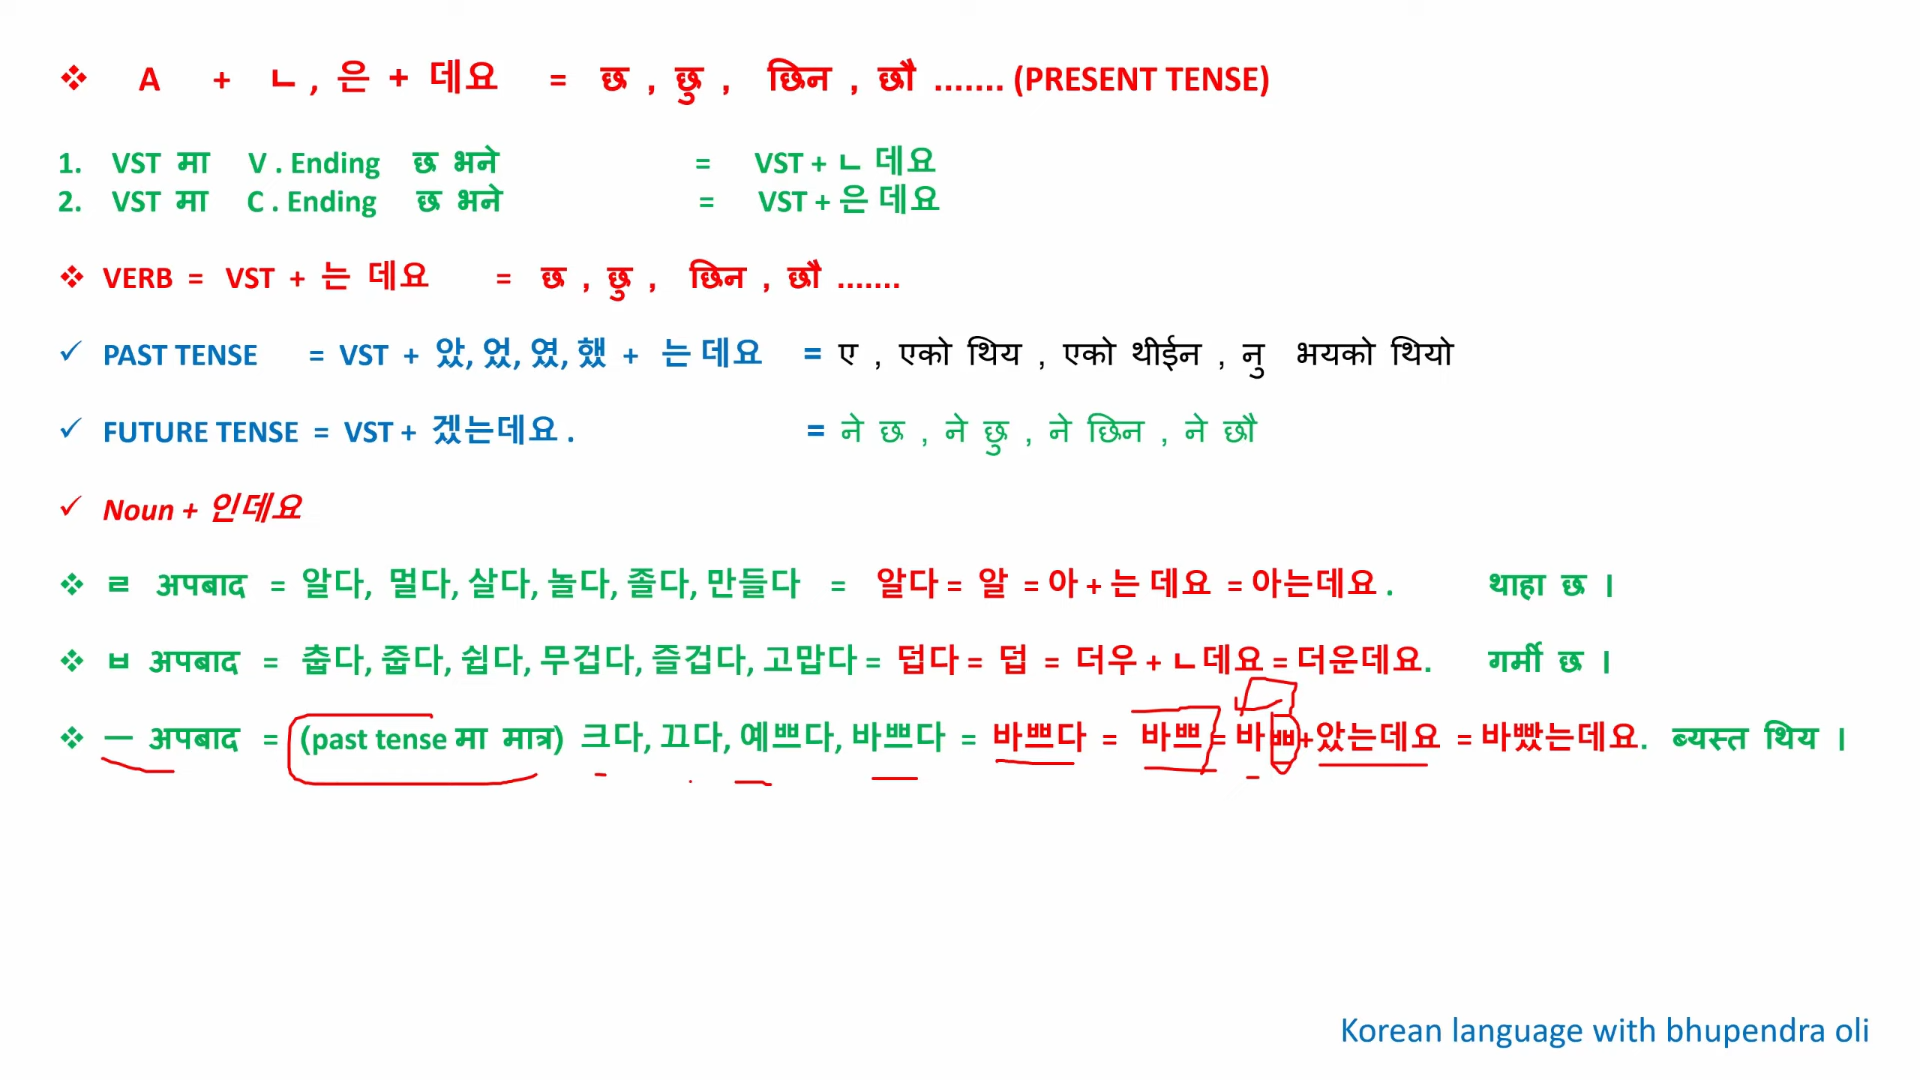 ❖ A + ㄴ, 은 + 데요 = छ , छु , छिन , छौ ....... (PRESENT TENSE)
1. VST मा V . Ending छ भने = VST + ㄴ 데요
2. VST मा C . Ending छ भने = VST + 은 데요
❖ VERB = VST + 는 데요 = छ , छु , छिन , छौ .......
✓ PAST TENSE = VST + 았, 었, 였, 했 + 는 데요 = ए , एको थिय , एको थीईन , नु भयको थियो
✓ FUTURE TENSE = VST + 겠는데요 . = ने छ , ने छु , ने छिन , ने छौ
✓ Noun + 인데요
❖ ㄹ अपबाद = 알다, 멀다, 살다, 놀다, 졸다, 만들다 = 알다 = 알 = 아 + 는 데요 = 아는데요 . थाहा छ ।
❖ ㅂ अपबाद = 춥다, 줍다, 쉽다, 무겁다, 즐겁다, 고맙다 = 덥다 = 덥 = 더우 + ㄴ데요 = 더운데요. गर्मी छ ।
❖ ㅡ अपबाद = (past tense मा मात्र) 크다, 끄다, 예쁘다, 바쁘다 = 바쁘다 = 바쁘 = 바ㅃ+았는데요 = 바빴는데요. ब्यस्त थिय ।
Korean language with bhupendra oli